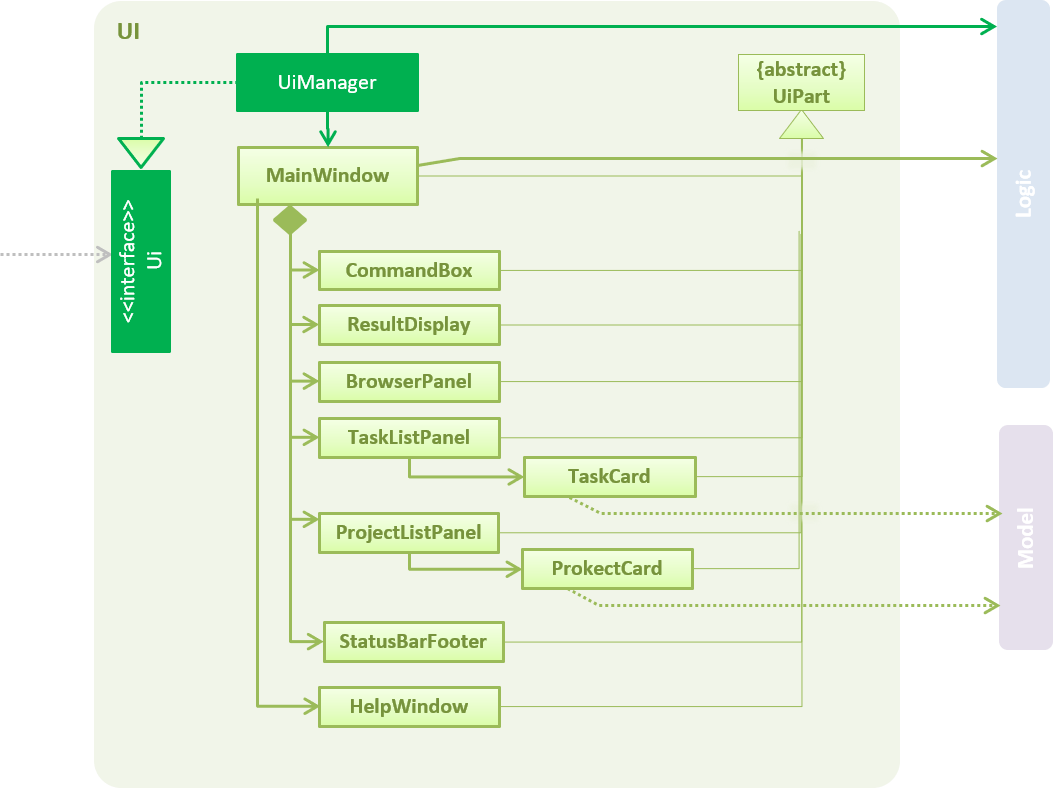 UI
UiManager
{abstract}
UiPart
<<interface>>
Ui
MainWindow
Logic
CommandBox
ResultDisplay
BrowserPanel
TaskListPanel
TaskCard
ProjectListPanel
ProkectCard
Model
StatusBarFooter
HelpWindow